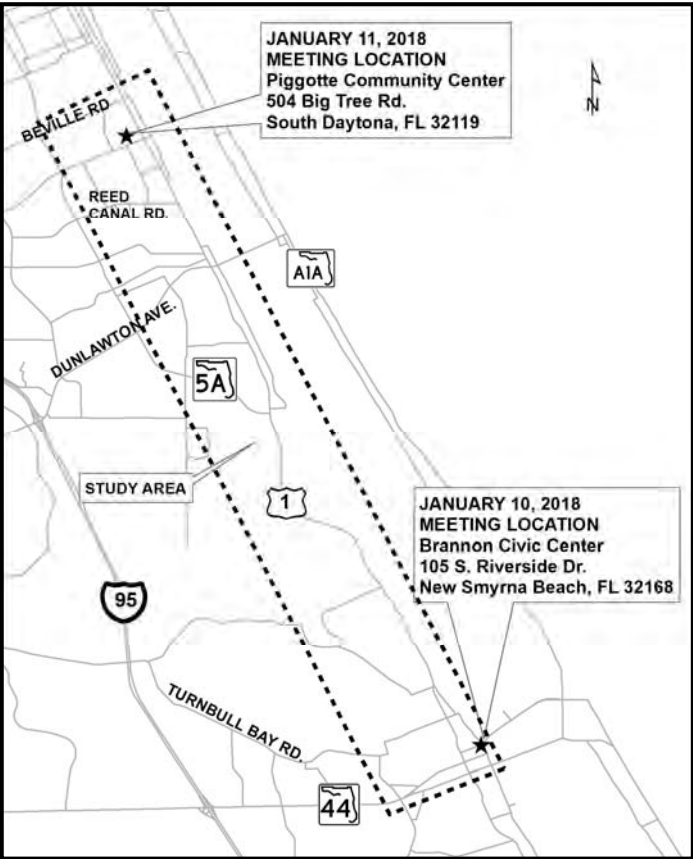 JANUARY 11, 2018
MEETING LOCATION
Piggotte Community Center
504 Big Tree Rd.
South Daytona, FL 32119
N
BEVILLE RD
REED
CANAL RD.
A1A
DUNLAWTON AVE.
5A
STUDY AREA
1
JANUARY 10, 2018
MEETING LOCATION
Brannon Civic Center
105 S. Riverside Dr.
New Smyrna Beach, FL 32168
95
TURNBULL BAY RD.
44